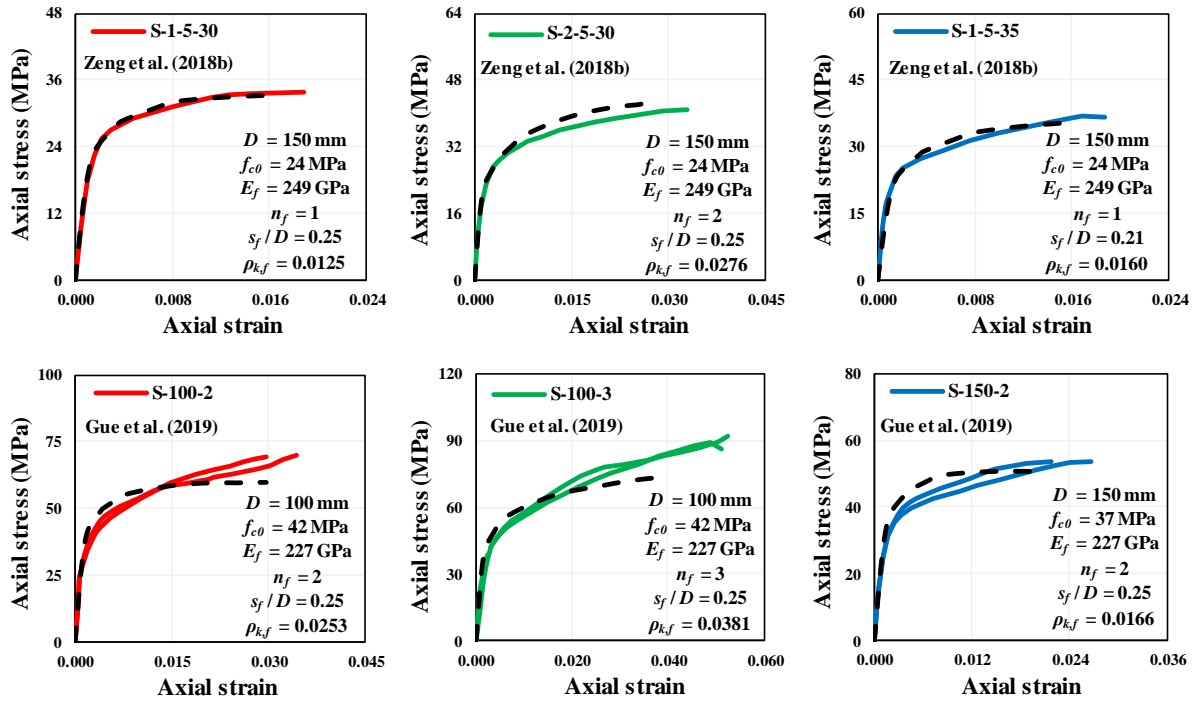 S-1-5-30
Zeng et al. (2018b)
Axial stress (MPa)
48
36
24
12
0
D = 150 mm
f_c0 = 24 MPa
E_f = 249 GPa
n_f = 1
s_f/D = 0.25
ρ_k,f = 0.0125
0.000 0.008 0.016 0.024
Axial strain
S-2-5-30
Zeng et al. (2018b)
Axial stress (MPa)
64
48
32
16
0
D = 150 mm
f_c0 = 24 MPa
E_f = 249 GPa
n_f = 2
s_f/D = 0.25
ρ_k,f = 0.0276
0.000 0.015 0.030 0.045
Axial strain
S-1-5-35
Zeng et al. (2018b)
Axial stress (MPa)
60
45
30
15
0
D = 150 mm
f_c0 = 24 MPa
E_f = 249 GPa
n_f = 1
s_f/D = 0.21
ρ_k,f = 0.0160
0.000 0.008 0.016 0.024
Axial strain
S-100-2
Gue et al. (2019)
Axial stress (MPa)
100
75
50
25
0
D = 100 mm
f_c0 = 42 MPa
E_f = 227 GPa
n_f = 2
s_f/D = 0.25
ρ_k,f = 0.0253
0.000 0.015 0.030 0.045
Axial strain
S-100-3
Gue et al. (2019)
Axial stress (MPa)
120
90
60
30
0
D = 100 mm
f_c0 = 42 MPa
E_f = 227 GPa
n_f = 3
s_f/D = 0.25
ρ_k,f = 0.0381
0.000 0.020 0.040 0.060
Axial strain
S-150-2
Gue et al. (2019)
Axial stress (MPa)
80
60
40
20
0
D = 150 mm
f_c0 = 37 MPa
E_f = 227 GPa
n_f = 2
s_f/D = 0.25
ρ_k,f = 0.0166
0.000 0.012 0.024 0.036
Axial strain